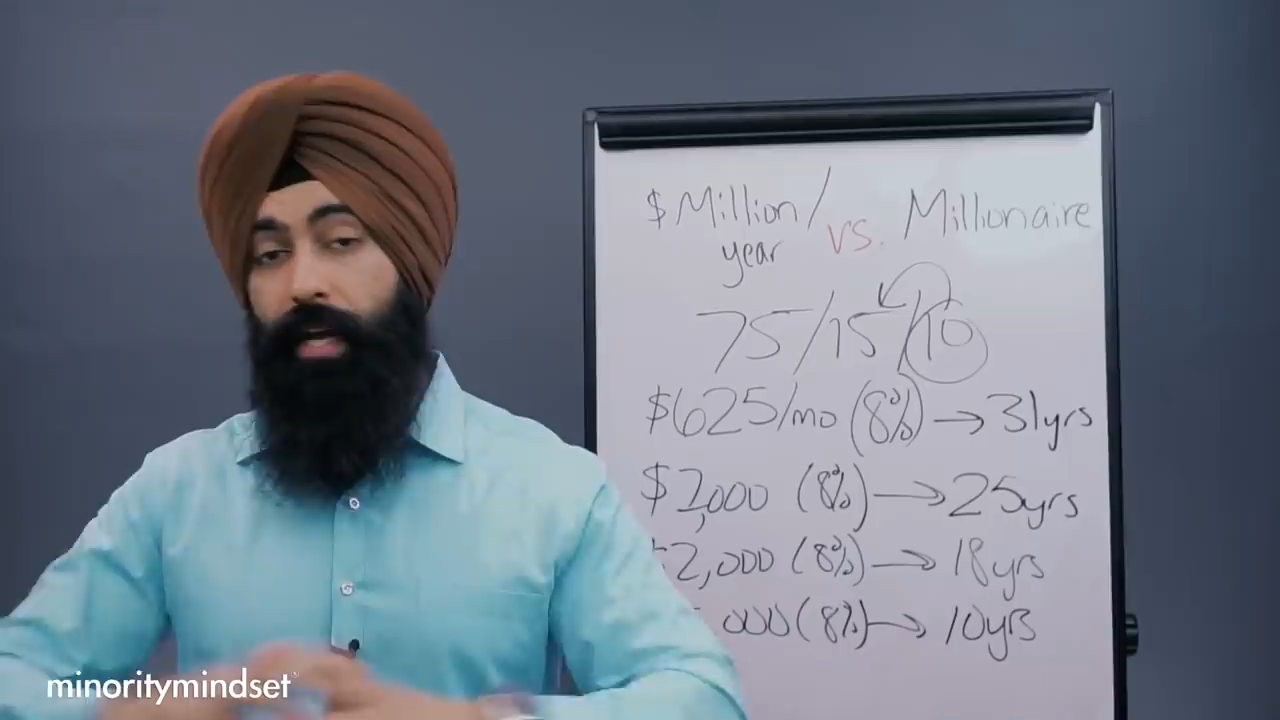 $Million/
year
vs. Millionaire
75/15/10
$625/mo (8%) → 31yrs
$1,000 (8%) → 25yrs
2,000 (8%) → 18yrs
000 (8%) → 10yrs
minoritymindset